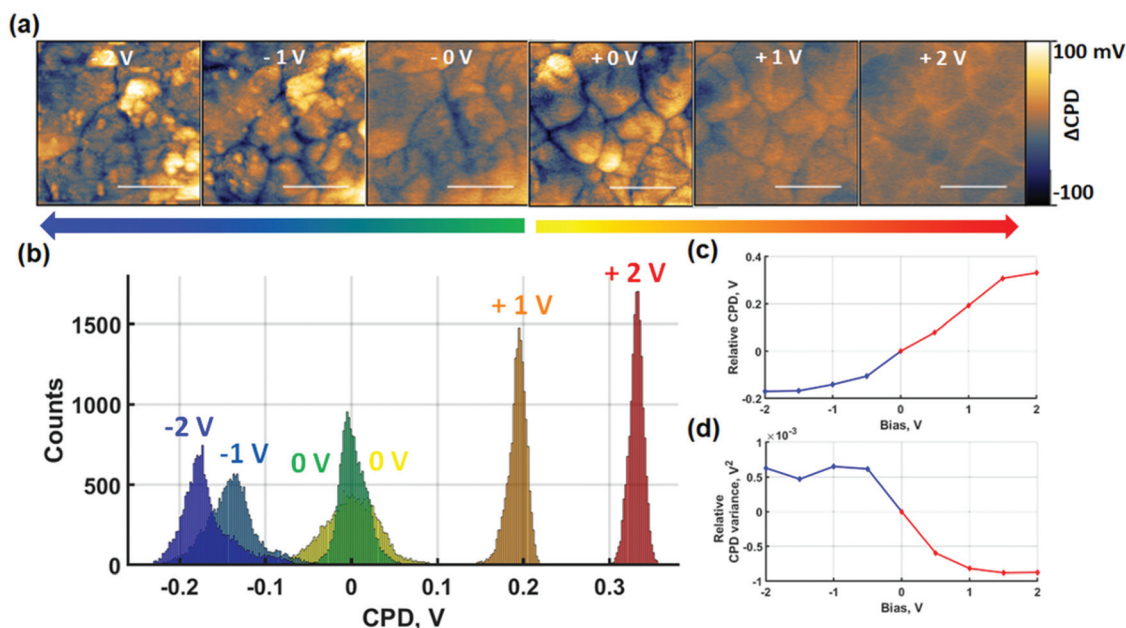 (a)
- 2 V
- 1 V
- 0 V
+ 0 V
+ 1 V
+ 2 V
100 mV
ΔCPD
-100
(b)
+ 2 V
+ 1 V
-2 V
-1 V
0 V
0 V
1500
1000
500
0
Counts
-0.2
-0.1
0
0.1
0.2
0.3
CPD, V
(c)
0.4
0.2
0
-0.2
Relative CPD, V
-2
-1
0
1
2
Bias, V
(d)
×10⁻³
1
0.5
0
-0.5
-1
Relative
CPD variance, V²
-2
-1
0
1
2
Bias, V